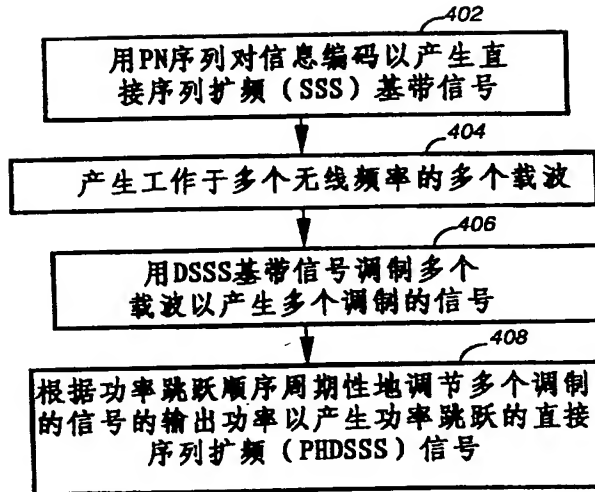 402
用PN序列对信息编码以产生直
接序列扩频（SSS）基带信号
404
产生工作于多个无线频率的多个载波
406
用DSSS基带信号调制多个
载波以产生多个调制的信号
408
根据功率跳跃顺序周期性地调节多个调制
的信号的输出功率以产生功率跳跃的直接
序列扩频（PHDSSS）信号